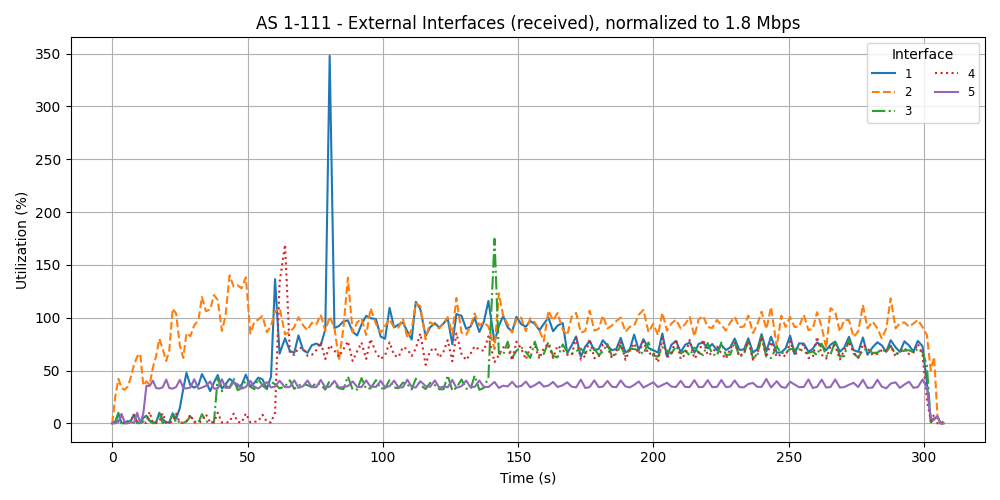 AS 1-111 - External Interfaces (received), normalized to 1.8 Mbps
Interface
1
2
3
4
5
Utilization (%)
350
300
250
200
150
100
50
0
0 50 100 150 200 250 300
Time (s)